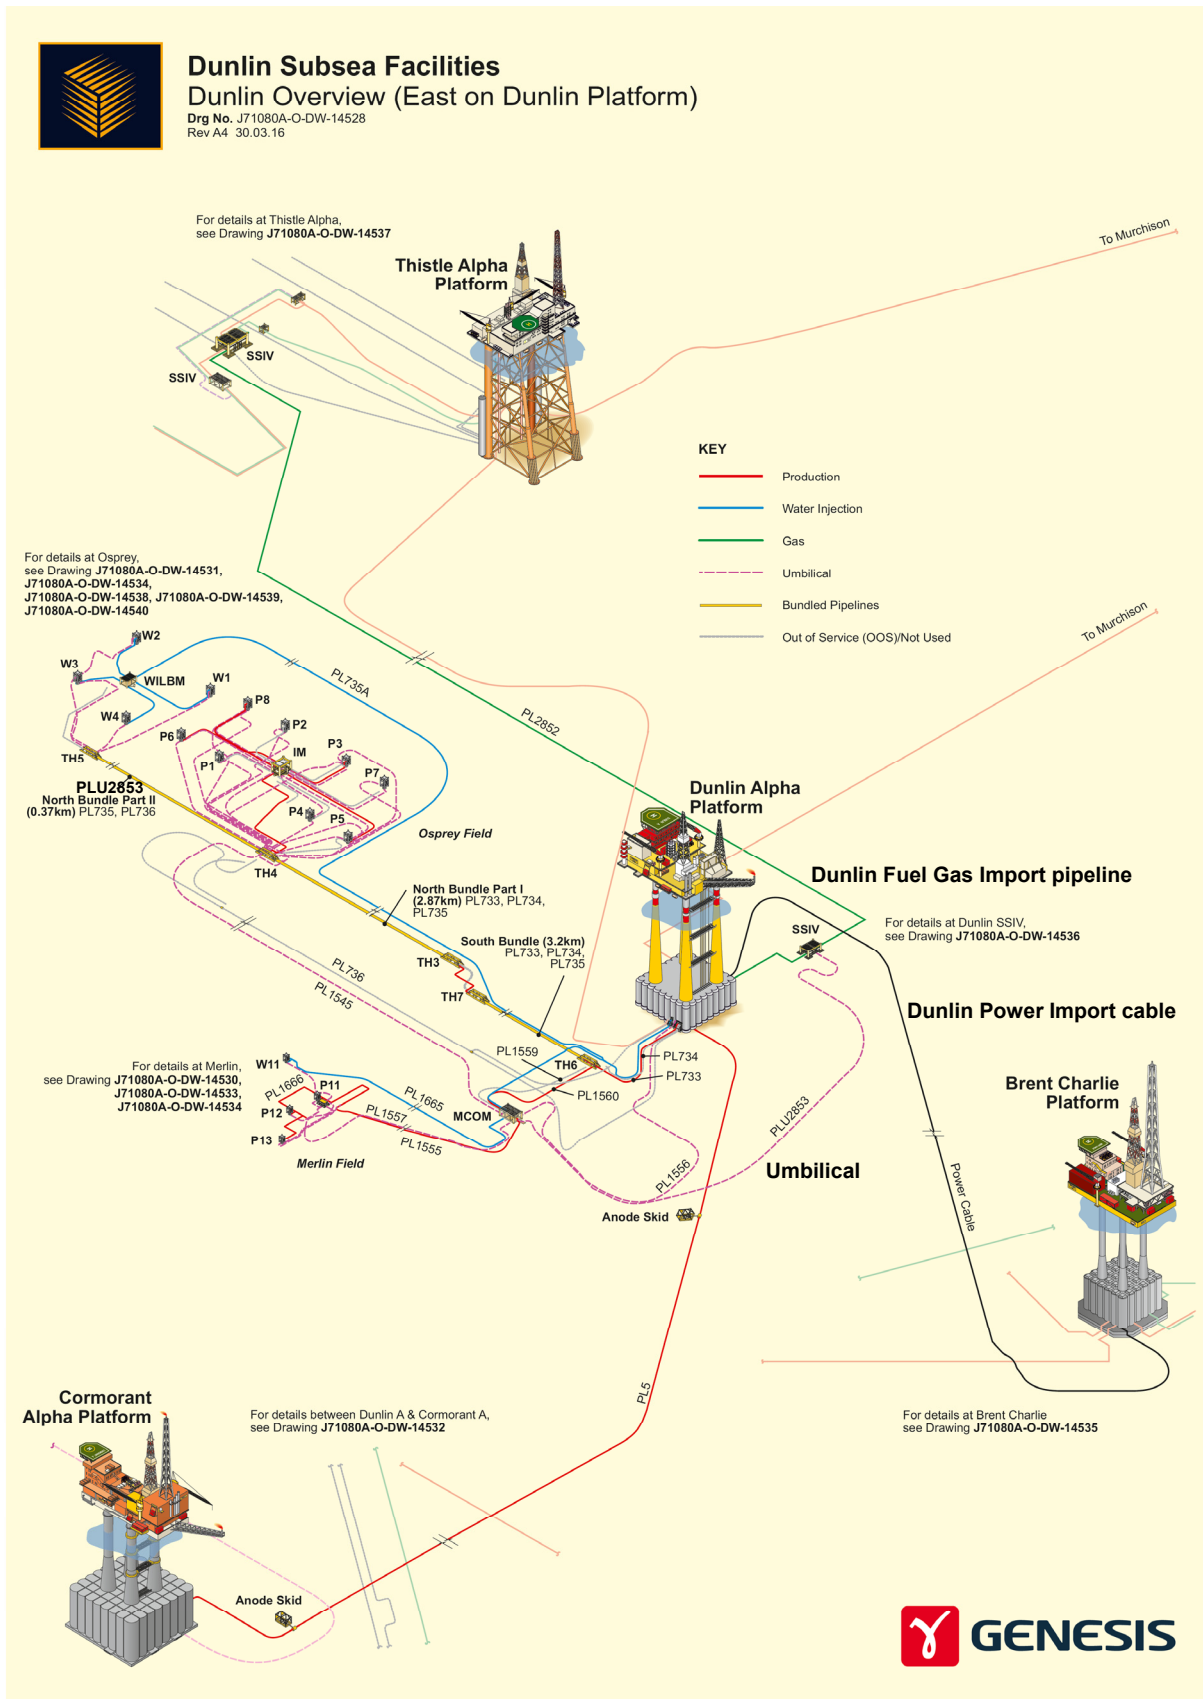 Dunlin Subsea Facilities
Dunlin Overview (East on Dunlin Platform)
Drg No. J71080A-O-DW-14528
Rev A4 30.03.16
For details at Thistle Alpha,
see Drawing J71080A-O-DW-14537
Thistle Alpha
Platform
To Murchison
SSIV
SSIV
KEY
Production
Water Injection
Gas
Umbilical
Bundled Pipelines
Out of Service (OOS)/Not Used
For details at Osprey,
see Drawing J71080A-O-DW-14531,
J71080A-O-DW-14534,
J71080A-O-DW-14538, J71080A-O-DW-14539,
J71080A-O-DW-14540
To Murchison
W2
W3
WILBM
W1
W4
P8
P2
P6
IM
P3
P1
P7
P4
P5
TH5
TH4
PL735A
PL2852
PLU2853
North Bundle Part II
(0.37km) PL735, PL736
Osprey Field
Dunlin Alpha
Platform
Dunlin Fuel Gas Import pipeline
North Bundle Part I
(2.87km) PL733, PL734,
PL735
SSIV
For details at Dunlin SSIV,
see Drawing J71080A-O-DW-14536
South Bundle (3.2km)
PL733, PL734,
PL735
TH3
TH7
PL736
PL1545
Dunlin Power Import cable
PL1559
TH6
PL734
PL733
PL1560
For details at Merlin,
see Drawing J71080A-O-DW-14530,
J71080A-O-DW-14533,
J71080A-O-DW-14534
W11
PL1666
P11
P12
P13
PL1665
PL1557
PL1555
MCOM
Merlin Field
PLU2853
PL1556
Umbilical
Brent Charlie
Platform
Power Cable
Anode Skid
PL5
Cormorant
Alpha Platform
For details between Dunlin A & Cormorant A,
see Drawing J71080A-O-DW-14532
For details at Brent Charlie
see Drawing J71080A-O-DW-14535
Anode Skid
GENESIS